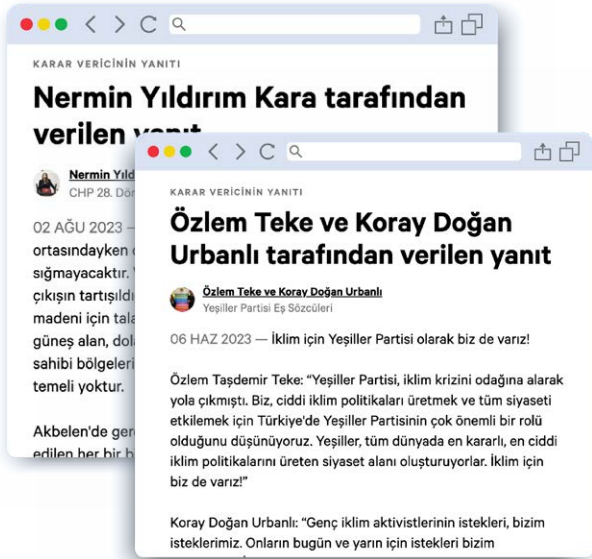 KARAR VERİCİNİN YANITI
Nermin Yıldırım Kara tarafından
verilen yanıt
Nermin Yıld
CHP 28. Dör
02 AĞU 2023 —
ortasındayken
sığmayacaktır.
çıkışın tartışıldı
madeni için tala
güneş alan, dola
sahibi bölgeleri
temeli yoktur.
Akbelen'de ger
edilen her bir
KARAR VERİCİNİN YANITI
Özlem Teke ve Koray Doğan
Urbanlı tarafından verilen yanıt
Özlem Teke ve Koray Doğan Urbanlı
Yeşiller Partisi Eş Sözcüleri
06 HAZ 2023 — İklim için Yeşiller Partisi olarak biz de varız!
Özlem Taşdemir Teke: “Yeşiller Partisi, iklim krizini odağına alarak
yola çıkmıştı. Biz, ciddi iklim politikaları üretmek ve tüm siyaseti
etkilemek için Türkiye'de Yeşiller Partisinin çok önemli bir rolü
olduğunu düşünüyoruz. Yeşiller, tüm dünyada en kararlı, en ciddi
iklim politikalarını üreten siyaset alanı oluşturuyorlar. İklim için
biz de varız!”
Koray Doğan Urbanlı: “Genç iklim aktivistlerinin istekleri, bizim
isteklerimiz. Onların bugün ve yarın için istekleri bizim